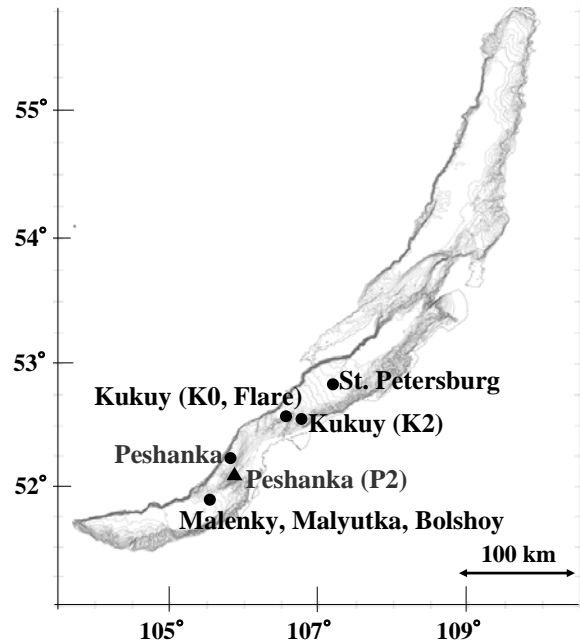 55°
54°
53°
St. Petersburg
Kukuy (K0, Flare)
Kukuy (K2)
Peshanka
Peshanka (P2)
52°
Malenky, Malyutka, Bolshoy
100 km
105°
107°
109°